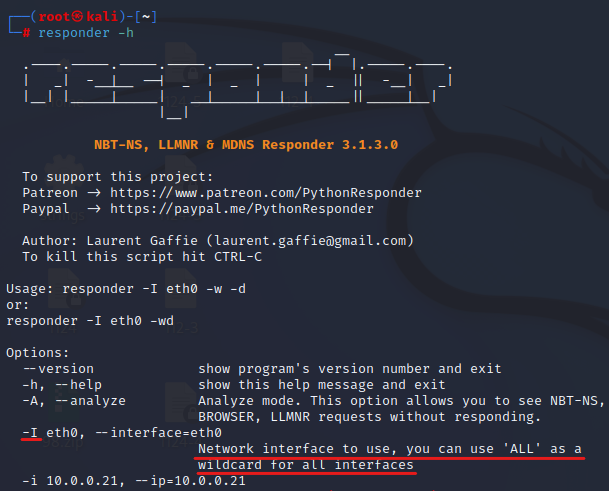 (root㉿kali)-[~]
# responder -h
NBT-NS, LLMNR & MDNS Responder 3.1.3.0
To support this project:
Patreon -> https://www.patreon.com/PythonResponder
Paypal -> https://paypal.me/PythonResponder
Author: Laurent Gaffie (laurent.gaffie@gmail.com)
To kill this script hit CTRL-C
Usage: responder -I eth0 -w -d
or:
responder -I eth0 -wd
Options:
--version show program's version number and exit
-h, --help show this help message and exit
-A, --analyze Analyze mode. This option allows you to see NBT-NS,
BROWSER, LLMNR requests without responding.
-I eth0, --interface=eth0
Network interface to use, you can use 'ALL' as a
wildcard for all interfaces
-i 10.0.0.21, --ip=10.0.0.21